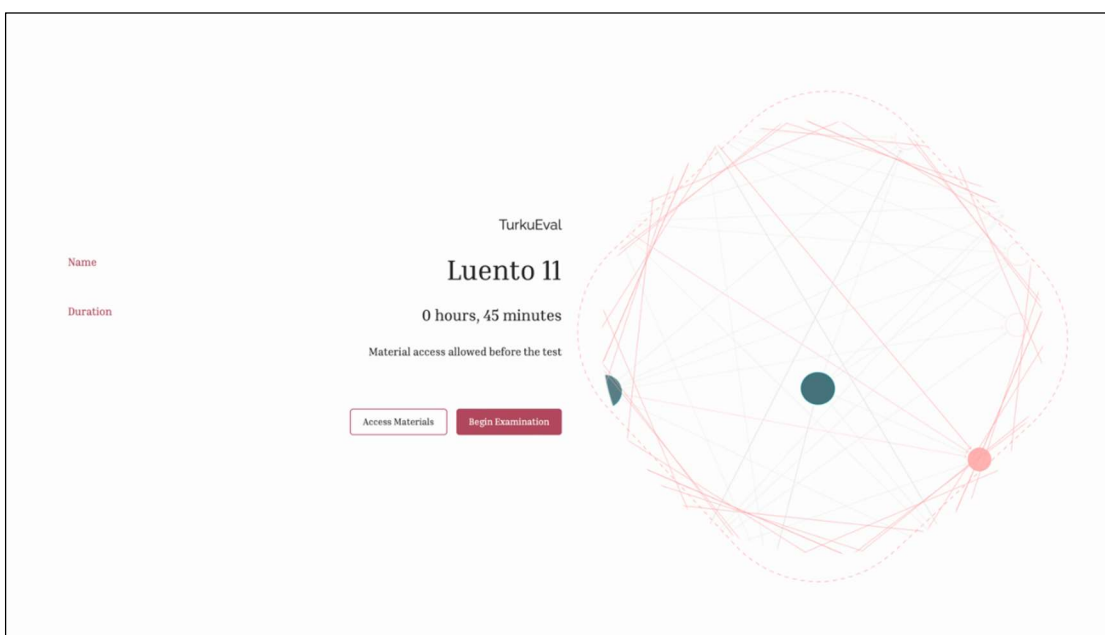 TurkuEval
Name
Luento 11
Duration
0 hours, 45 minutes
Material access allowed before the test
Access Materials
Begin Examination